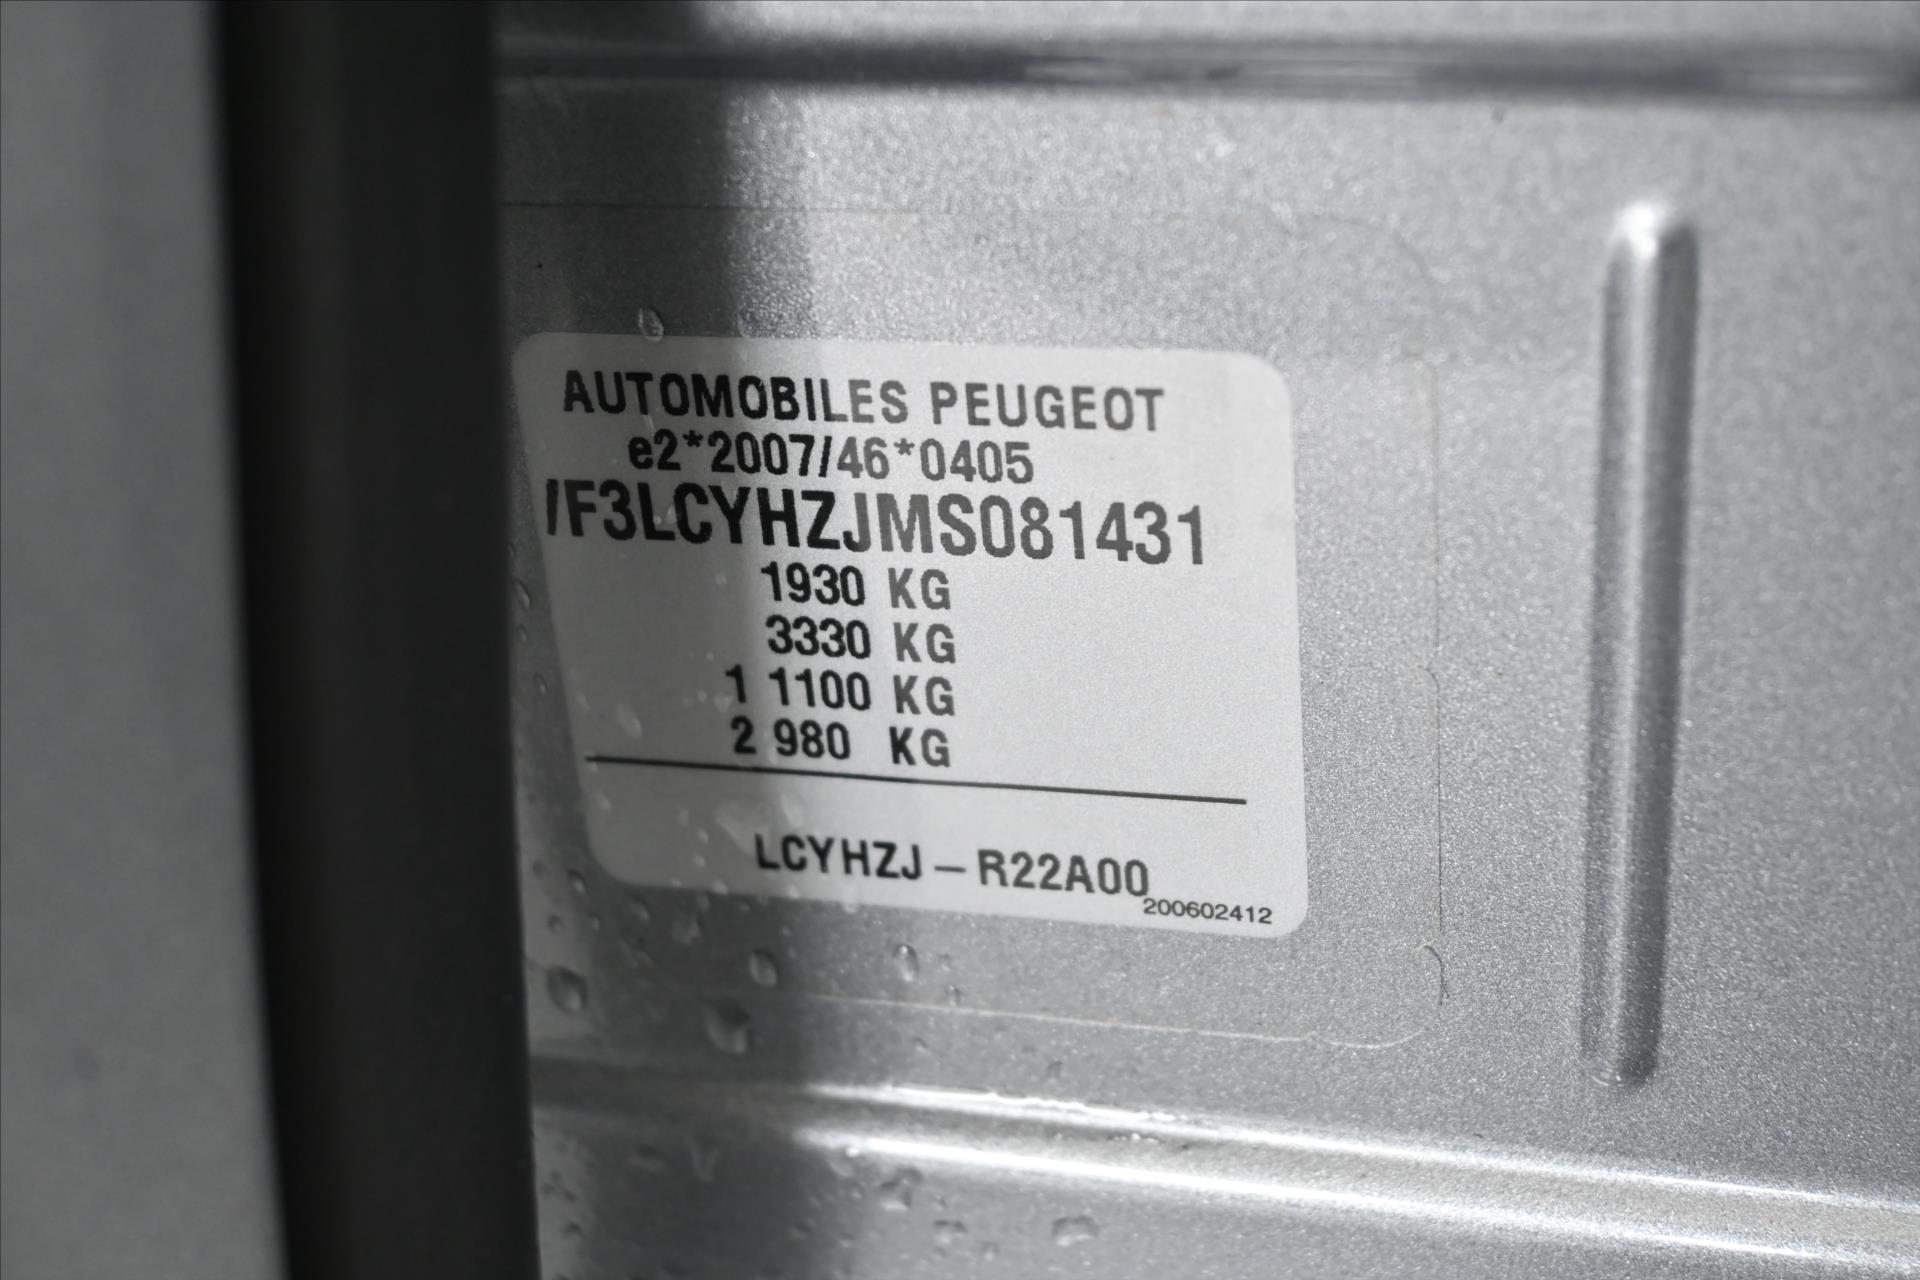 AUTOMOBILES PEUGEOT
e2*2007/46*0405
/F3LCYHZJMS081431
1930 KG
3330 KG
1 1100 KG
2 980 KG
LCYHZJ – R22A00
200602412